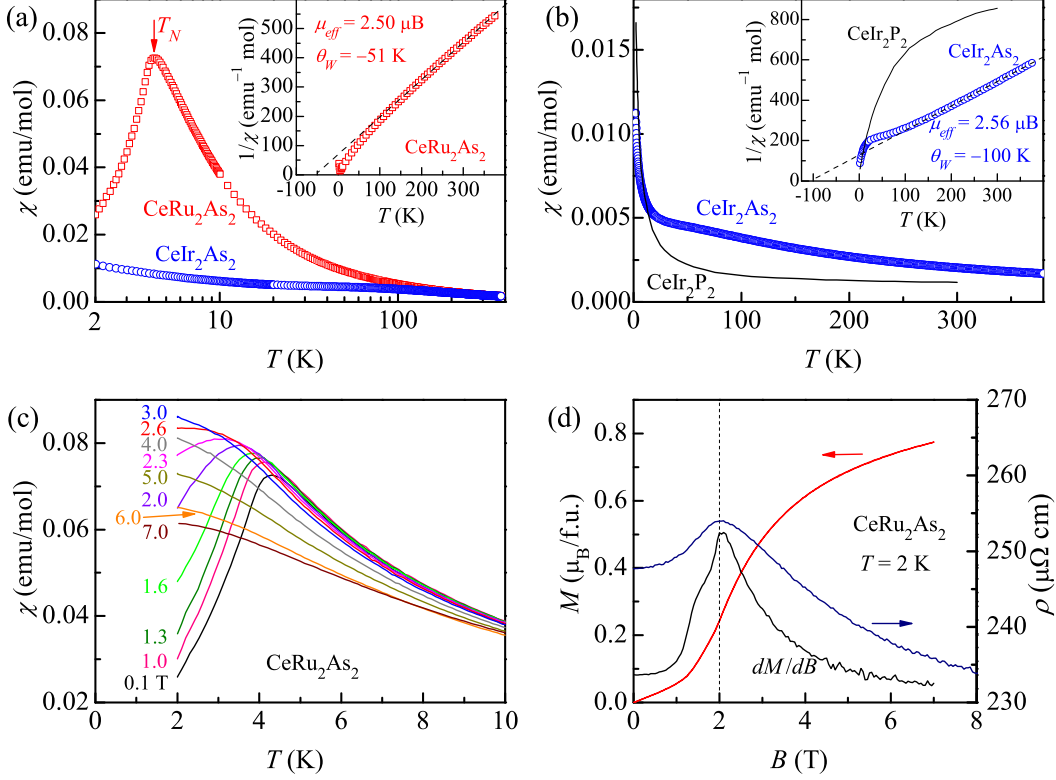 (a)
0.08
0.06
0.04
0.02
0.00
χ (emu/mol)
2
10
100
T (K)
T_N
CeRu₂As₂
CeIr₂As₂
μ_eff = 2.50 μB
θ_W = −51 K
CeRu₂As₂
500
400
300
200
100
0
1/χ (emu⁻¹ mol)
-100
0
100
200
300
T (K)
(b)
0.015
0.010
0.005
0.000
χ (emu/mol)
0
100
200
300
T (K)
CeIr₂As₂
CeIr₂P₂
CeIr₂P₂
CeIr₂As₂
μ_eff = 2.56 μB
θ_W = −100 K
800
600
400
200
0
1/χ (emu⁻¹ mol)
-100
0
100
200
300
T (K)
(c)
0.08
0.06
0.04
0.02
χ (emu/mol)
3.0
2.6
4.0
2.3
5.0
2.0
6.0
7.0
1.6
1.3
1.0
0.1 T
CeRu₂As₂
0
2
4
6
8
10
T (K)
(d)
0.8
0.6
0.4
0.2
0.0
M (μ_B/f.u.)
270
260
250
240
230
ρ (μΩ cm)
CeRu₂As₂
T = 2 K
dM/dB
0
2
4
6
8
B (T)